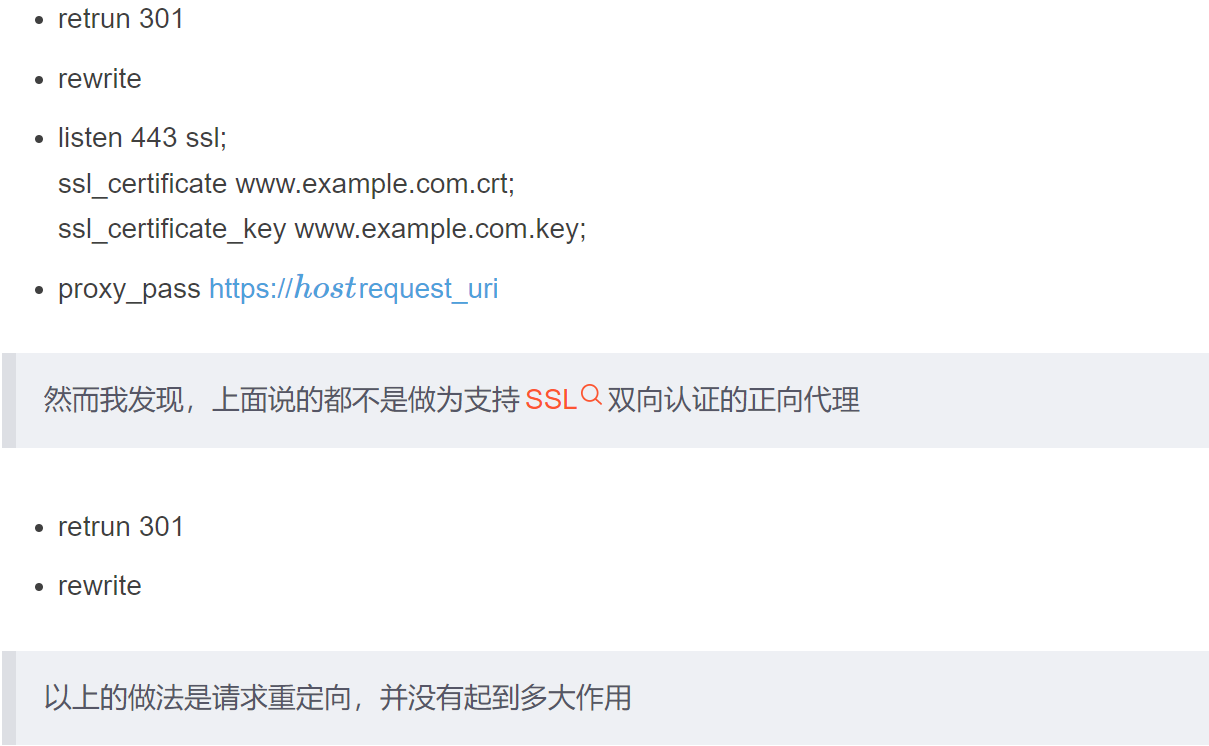 retrun 301
rewrite
listen 443 ssl;
ssl_certificate www.example.com.crt;
ssl_certificate_key www.example.com.key;
proxy_pass https://hostrequest_uri
然而我发现，上面说的都不是做为支持 SSL 双向认证的正向代理
retrun 301
rewrite
以上的做法是请求重定向，并没有起到多大作用